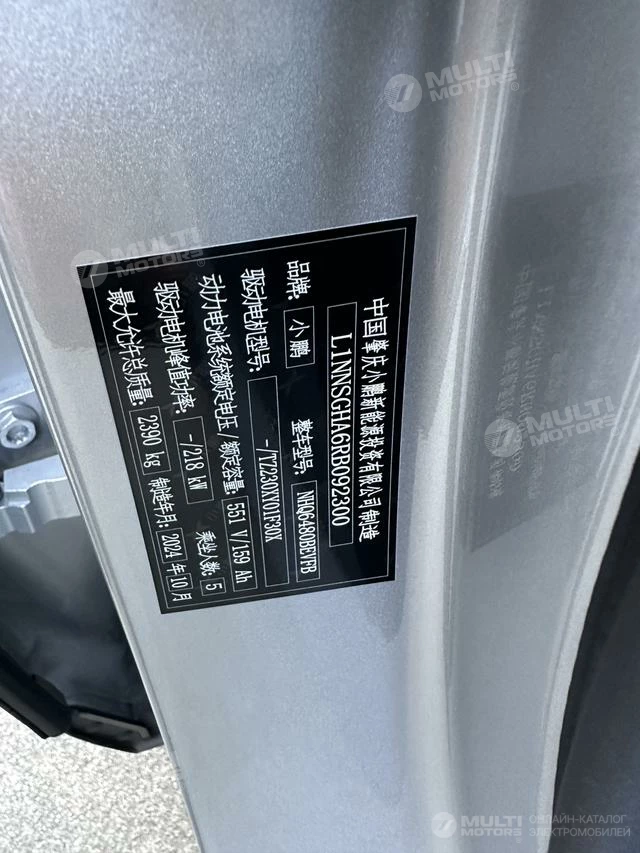 中国肇庆小鹏新能源投资有限公司制造
L1NNSGHA6RB092300
品牌: 小鹏 整车型号: NHQ6480BEVFB
驱动电机型号: -/TZ230XY01F30X
动力电池系统额定电压/额定容量: 551 V/159 Ah
驱动电机峰值功率: -/218 kW 乘坐人数: 5
最大允许总质量: 2390 kg 制造年月: 2024 年 10 月
MULTI MOTORS®
MULTI MOTORS
MULTI MOTORS
MULTI MOTORS ОНЛАЙН-КАТАЛОГ ЭЛЕКТРОМОБИЛЕЙ